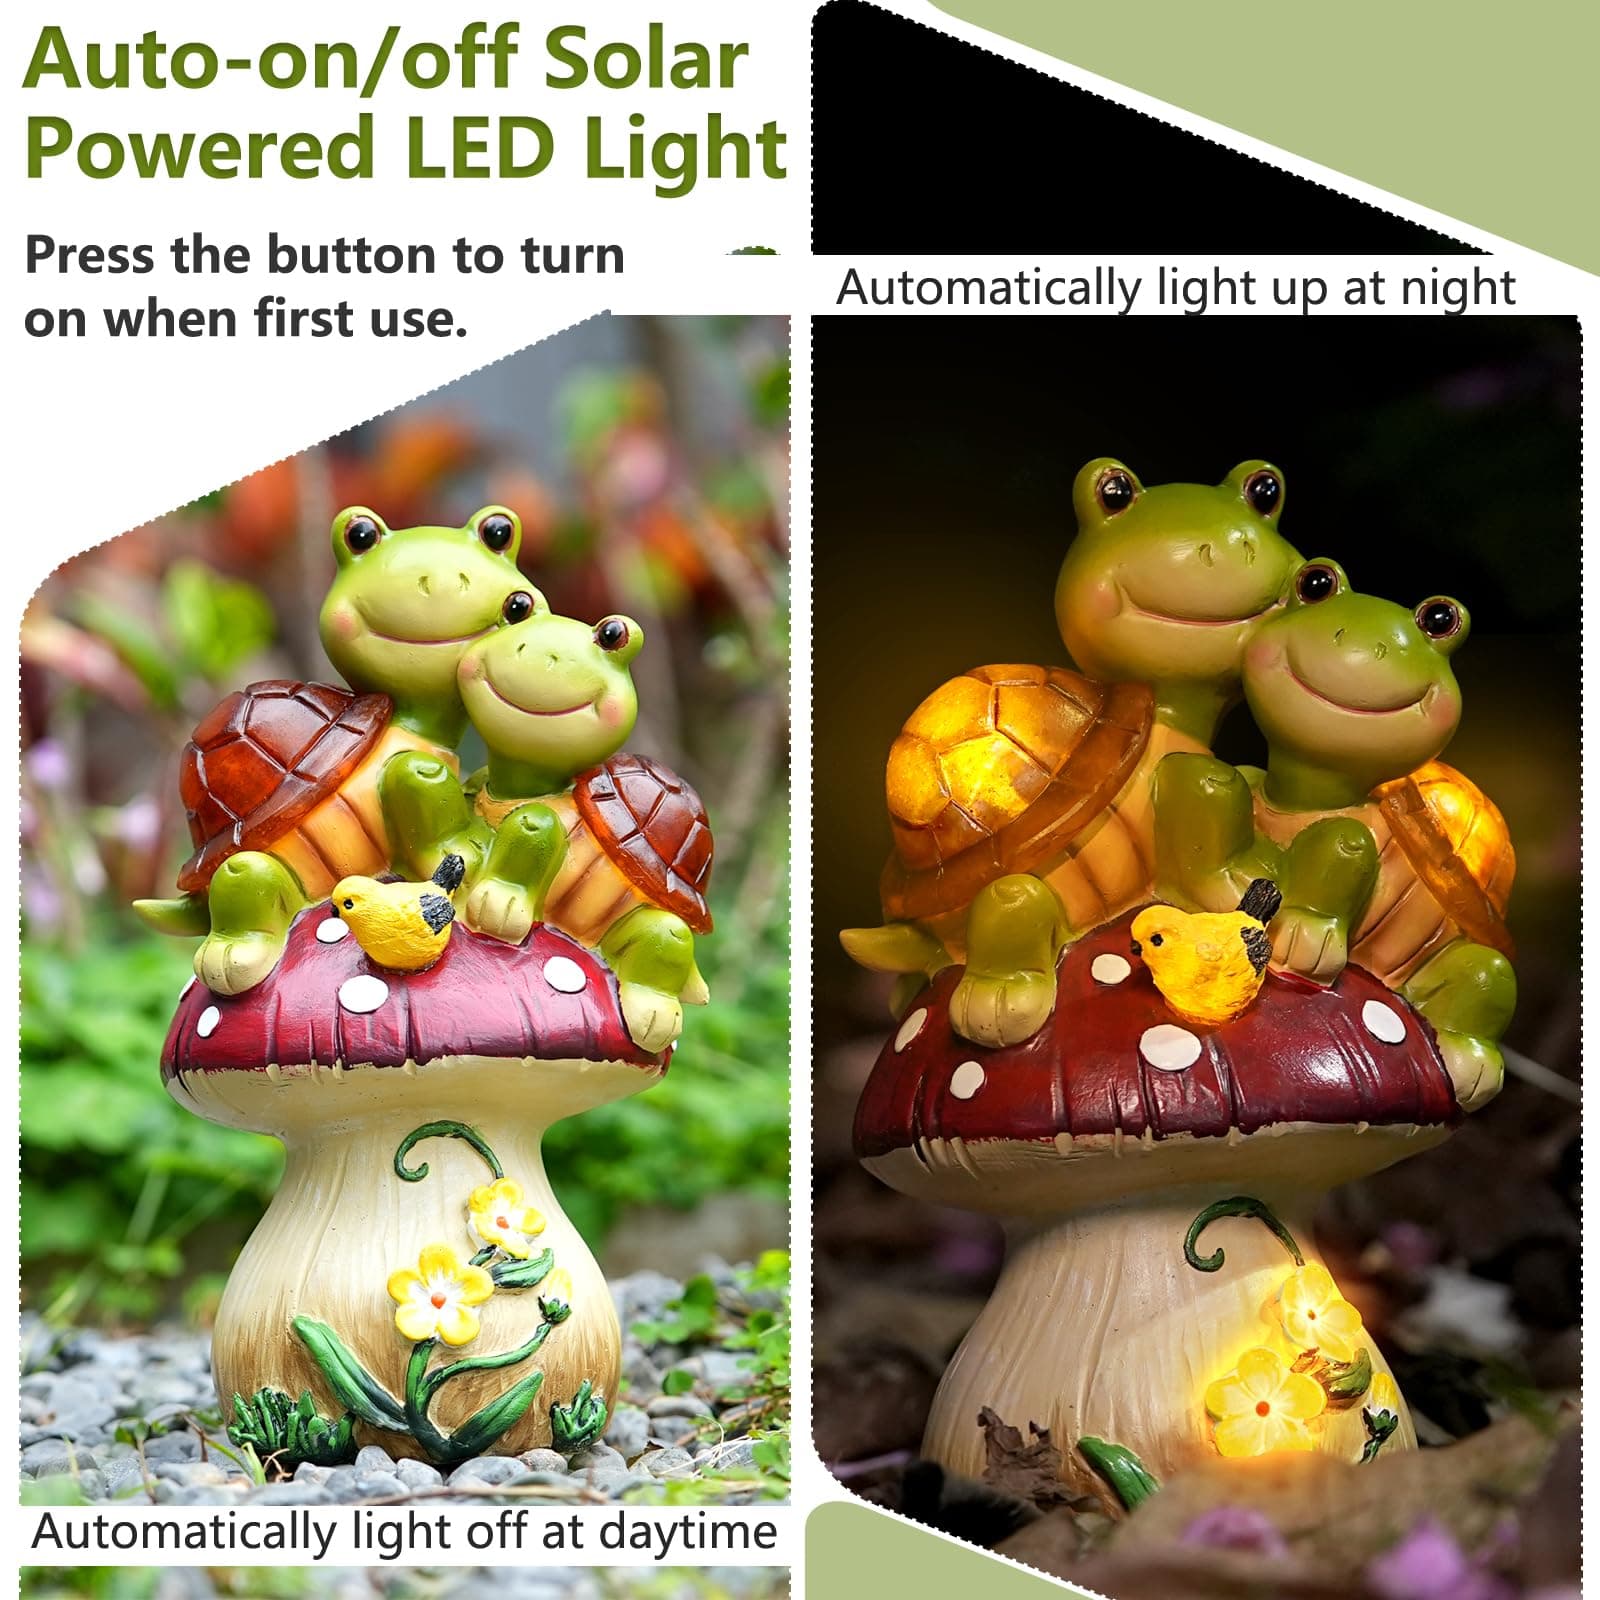 Auto-on/off Solar
Powered LED Light
Press the button to turn
on when first use.
Automatically light up at night
Automatically light off at daytime